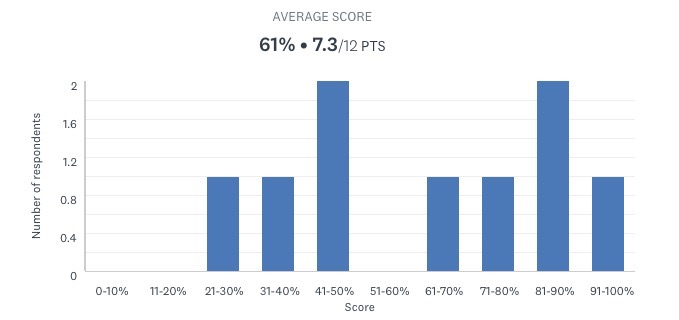 AVERAGE SCORE
61% • 7.3/12 PTS
Number of respondents
2
1.6
1.2
0.8
0.4
0
0-10% 11-20% 21-30% 31-40% 41-50% 51-60% 61-70% 71-80% 81-90% 91-100%
Score